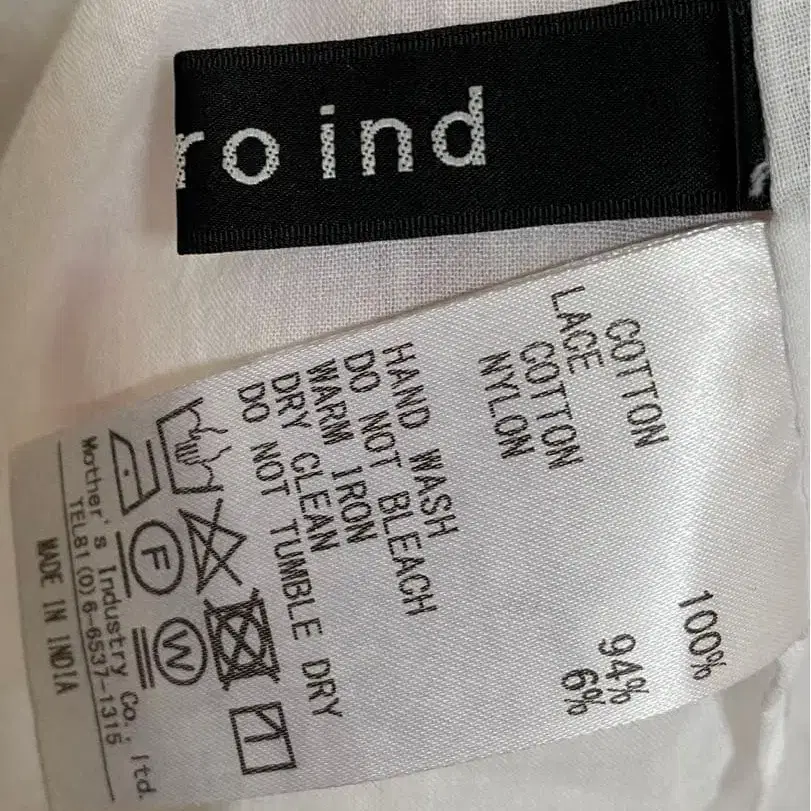 ro ind
COTTON 100%
LACE
COTTON 94%
NYLON 6%
HAND WASH
DO NOT BLEACH
WARM IRON
DRY CLEAN
DO NOT TUMBLE DRY
F W
Mother's Industry Co., ltd.
TEL81(0)6-6537-1315
MADE IN INDIA